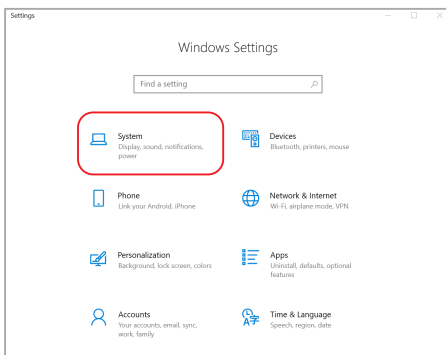 Settings
Windows Settings
Find a setting
System
Display, sound, notifications,
power
Devices
Bluetooth, printers, mouse
Phone
Link your Android, iPhone
Network & Internet
Wi-Fi, airplane mode, VPN
Personalization
Background, lock screen, colors
Apps
Uninstall, defaults, optional
features
Accounts
Your accounts, email, sync,
work, family
Time & Language
Speech, region, date